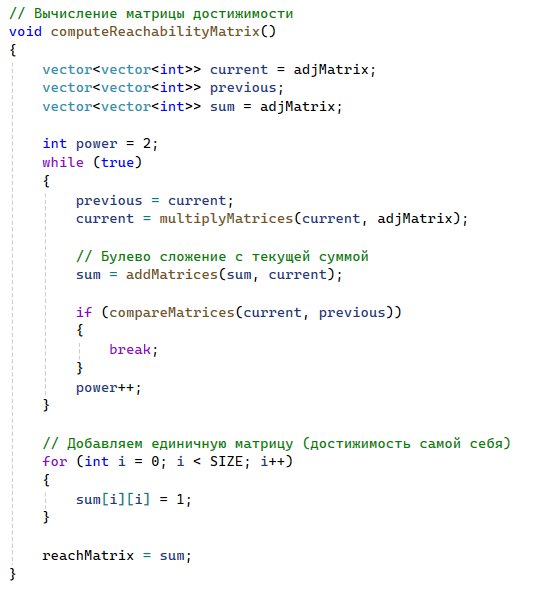 // Вычисление матрицы достижимости
void computeReachabilityMatrix()
{
    vector<vector<int>> current = adjMatrix;
    vector<vector<int>> previous;
    vector<vector<int>> sum = adjMatrix;

    int power = 2;
    while (true)
    {
        previous = current;
        current = multiplyMatrices(current, adjMatrix);

        // Булево сложение с текущей суммой
        sum = addMatrices(sum, current);

        if (compareMatrices(current, previous))
        {
            break;
        }
        power++;
    }

    // Добавляем единичную матрицу (достижимость самой себя)
    for (int i = 0; i < SIZE; i++)
    {
        sum[i][i] = 1;
    }

    reachMatrix = sum;
}